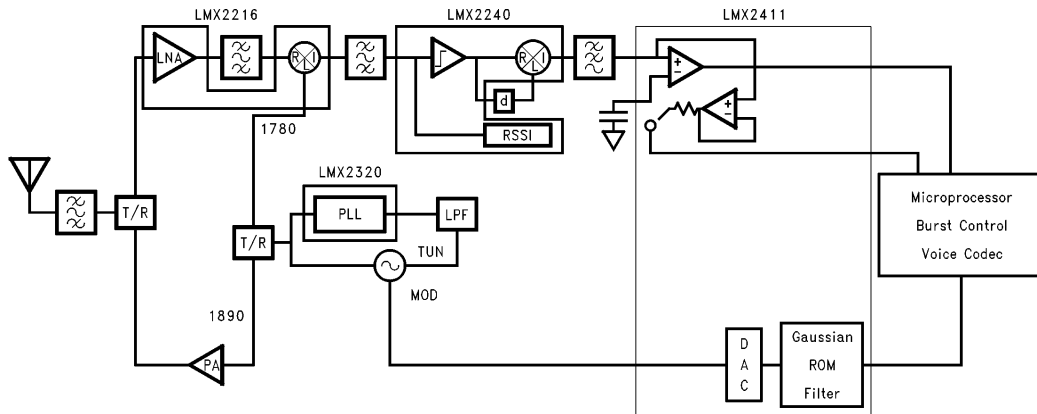 LMX2216
LMX2240
LMX2411
LNA
R
I
L
R
I
L
d
RSSI
1780
LMX2320
T/R
T/R
PLL
LPF
TUN
MOD
1890
PA
Microprocessor
Burst Control
Voice Codec
D
A
C
Gaussian
ROM
Filter